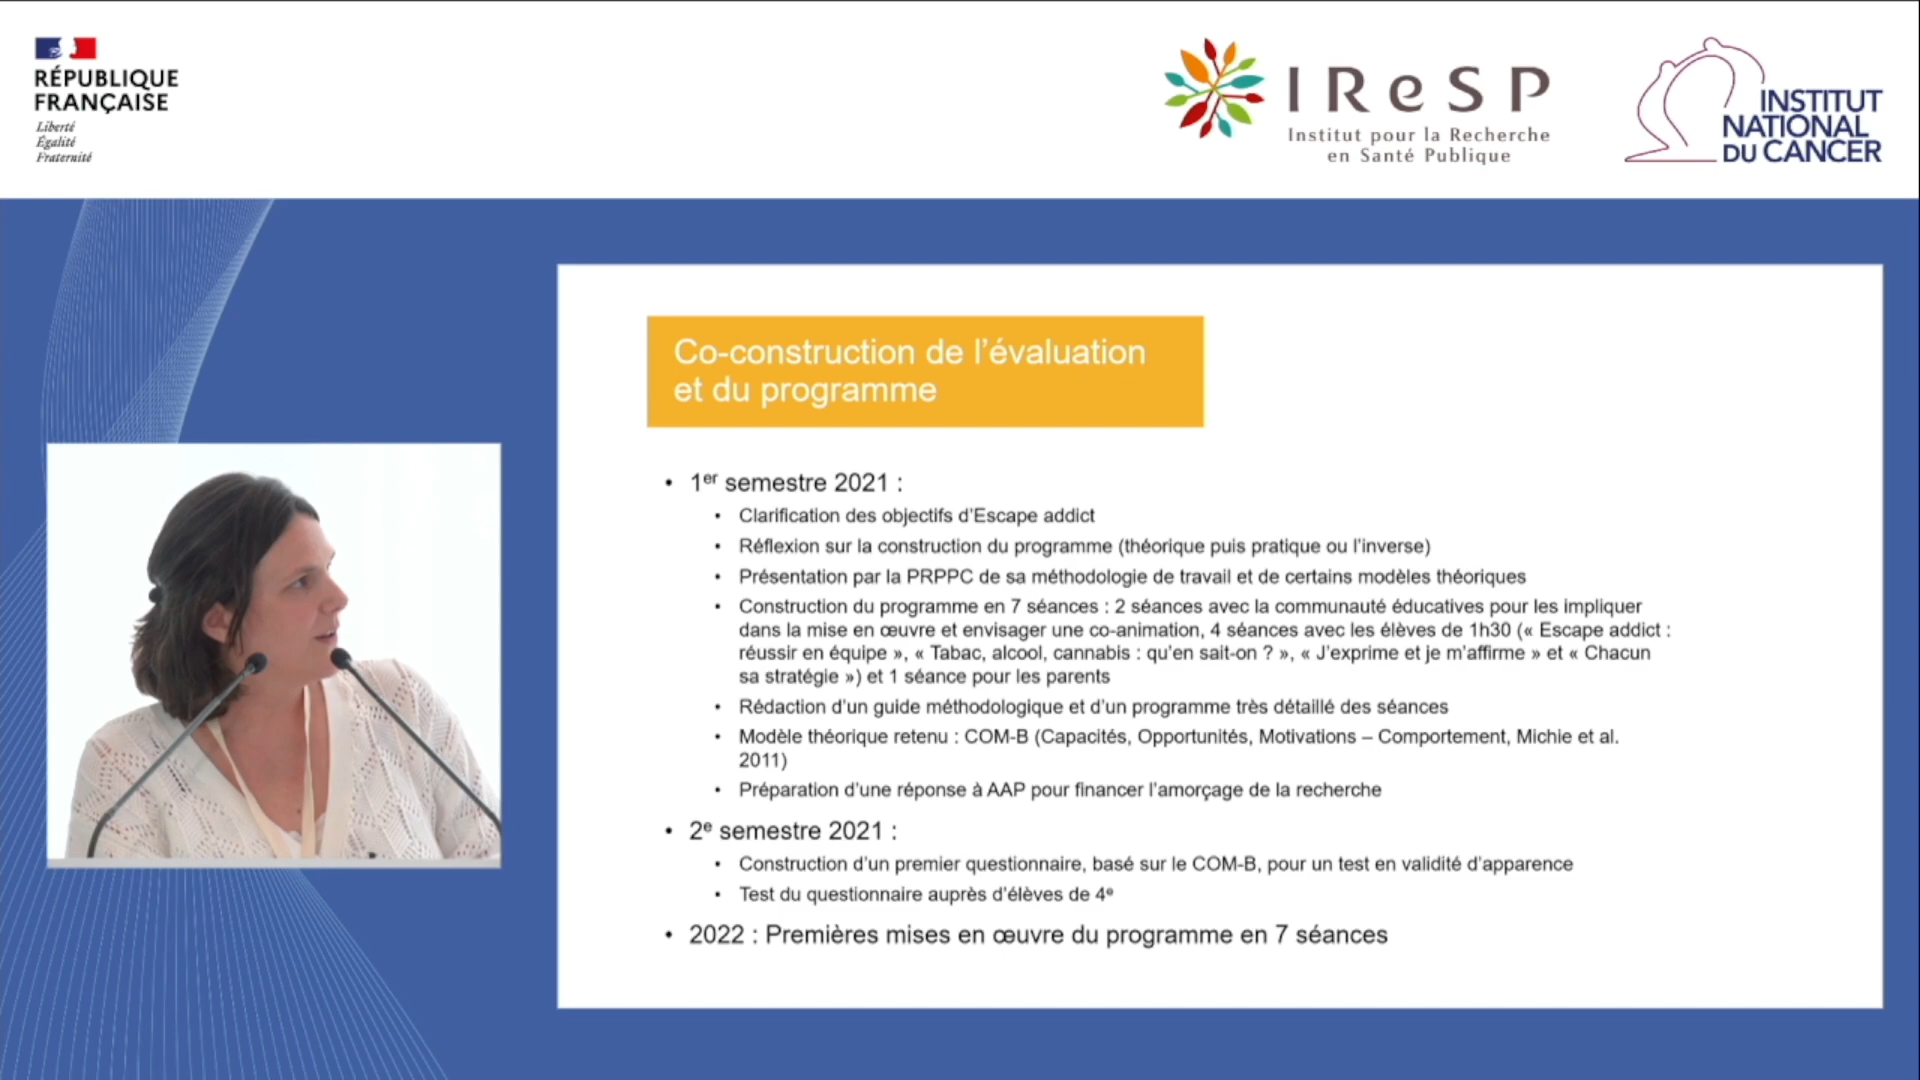 RÉPUBLIQUE
FRANÇAISE
Liberté
Égalité
Fraternité
IReSP
Institut pour la Recherche
en Santé Publique
INSTITUT
NATIONAL
DU CANCER
Co-construction de l’évaluation
et du programme
• 1er semestre 2021 :
• Clarification des objectifs d’Escape addict
• Réflexion sur la construction du programme (théorique puis pratique ou l’inverse)
• Présentation par la PRPPC de sa méthodologie de travail et de certains modèles théoriques
• Construction du programme en 7 séances : 2 séances avec la communauté éducatives pour les impliquer
dans la mise en œuvre et envisager une co-animation, 4 séances avec les élèves de 1h30 (« Escape addict :
réussir en équipe », « Tabac, alcool, cannabis : qu’en sait-on ? », « J’exprime et je m’affirme » et « Chacun
sa stratégie ») et 1 séance pour les parents
• Rédaction d’un guide méthodologique et d’un programme très détaillé des séances
• Modèle théorique retenu : COM-B (Capacités, Opportunités, Motivations – Comportement, Michie et al.
2011)
• Préparation d’une réponse à AAP pour financer l’amorçage de la recherche
• 2e semestre 2021 :
• Construction d’un premier questionnaire, basé sur le COM-B, pour un test en validité d’apparence
• Test du questionnaire auprès d’élèves de 4e
• 2022 : Premières mises en œuvre du programme en 7 séances